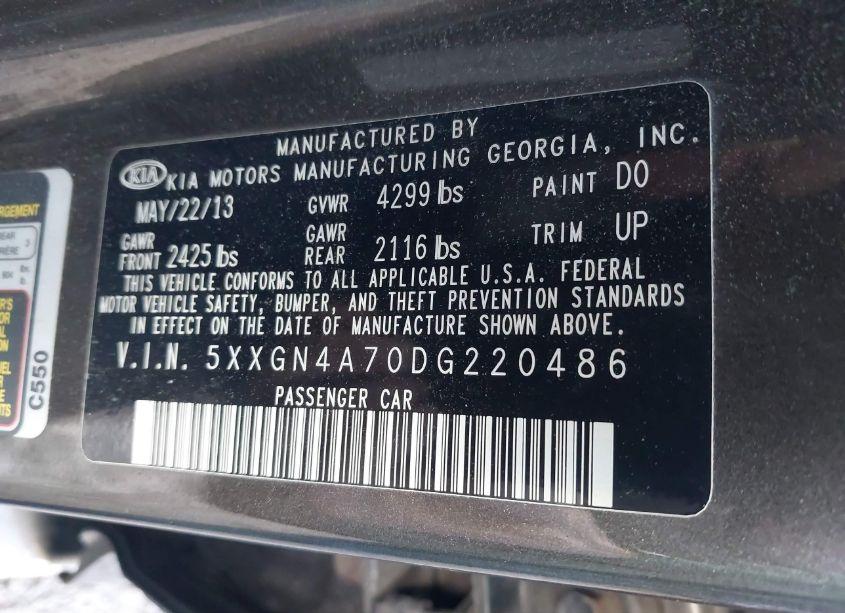 MANUFACTURED BY
KIA KIA MOTORS MANUFACTURING GEORGIA, INC.
MAY/22/13 GVWR 4299 lbs PAINT D0
GAWR FRONT 2425 lbs GAWR REAR 2116 lbs TRIM UP
THIS VEHICLE CONFORMS TO ALL APPLICABLE U.S.A. FEDERAL
MOTOR VEHICLE SAFETY, BUMPER, AND THEFT PREVENTION STANDARDS
IN EFFECT ON THE DATE OF MANUFACTURE SHOWN ABOVE.
V.I.N. 5XXGN4A70DG220486
PASSENGER CAR
C550